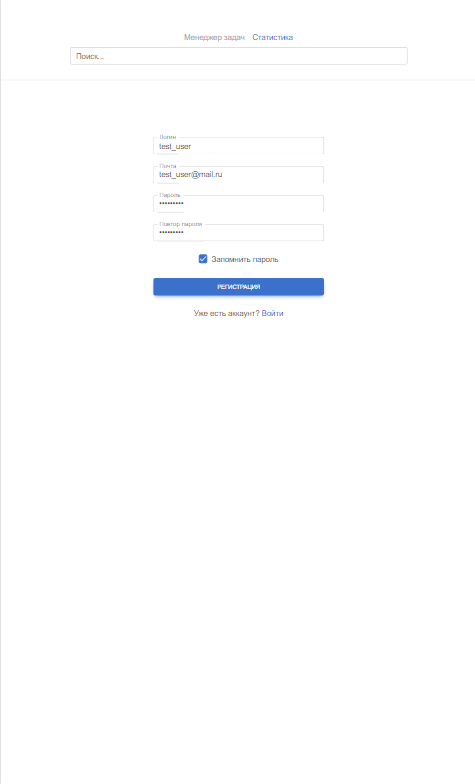 Менеджер задач · Статистика
Поиск...
Логин
test_user
Почта
test_user@mail.ru
Пароль
•••••••••
Повтор пароля
•••••••••
Запомнить пароль
РЕГИСТРАЦИЯ
Уже есть аккаунт? Войти